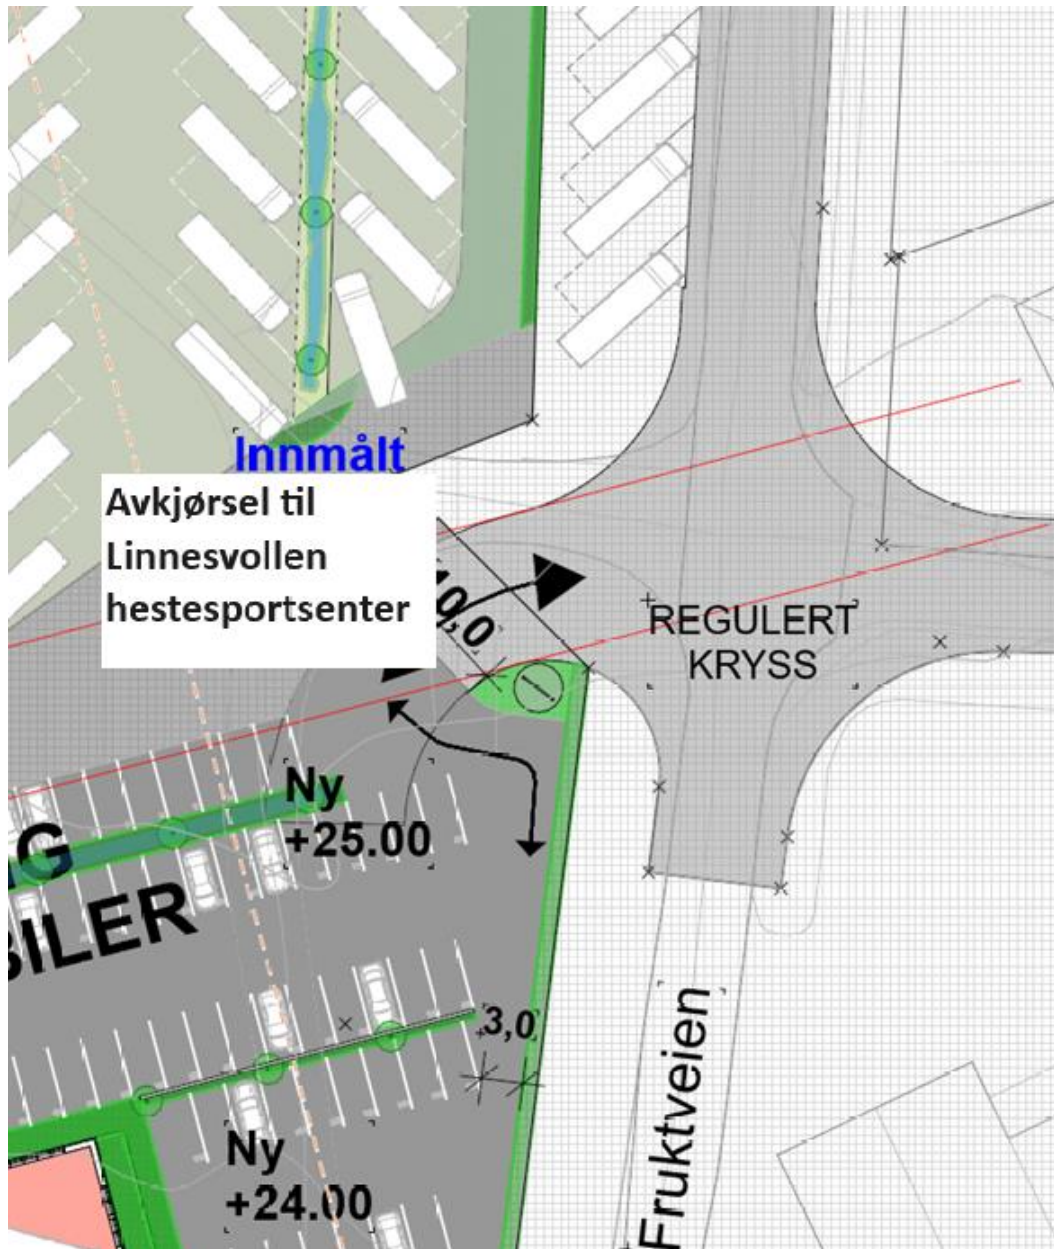 Innmålt
Avkjørsel til
Linnesvollen
hestesportsenter
10,0
REGULERT
KRYSS
Ny
+25.00
BILER
3,0
Fruktveien
Ny
+24.00